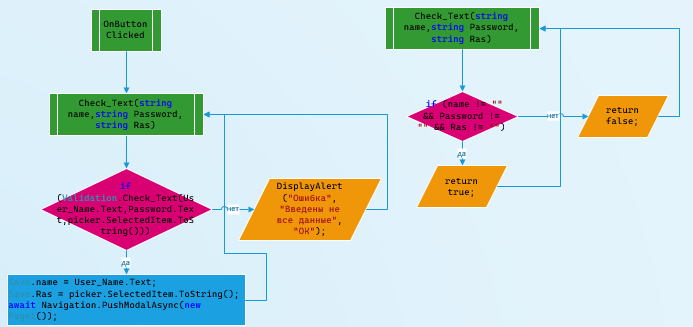 OnButton
Clicked
Check_Text(string
name,string Password,
string Ras)
if
(Validation.Check_Text(Us
er_Name.Text,Password.Tex
t,picker.SelectedItem.ToS
tring()))
нет
DisplayAlert
("Ошибка",
"Введены не
все данные",
"OK");
да
.name = User_Name.Text;
.Ras = picker.SelectedItem.ToString();
await Navigation.PushModalAsync(new
());
Check_Text(string
name,string Password,
string Ras)
if (name != ""
&& Password !=
"" && Ras != "")
нет
return
false;
да
return
true;